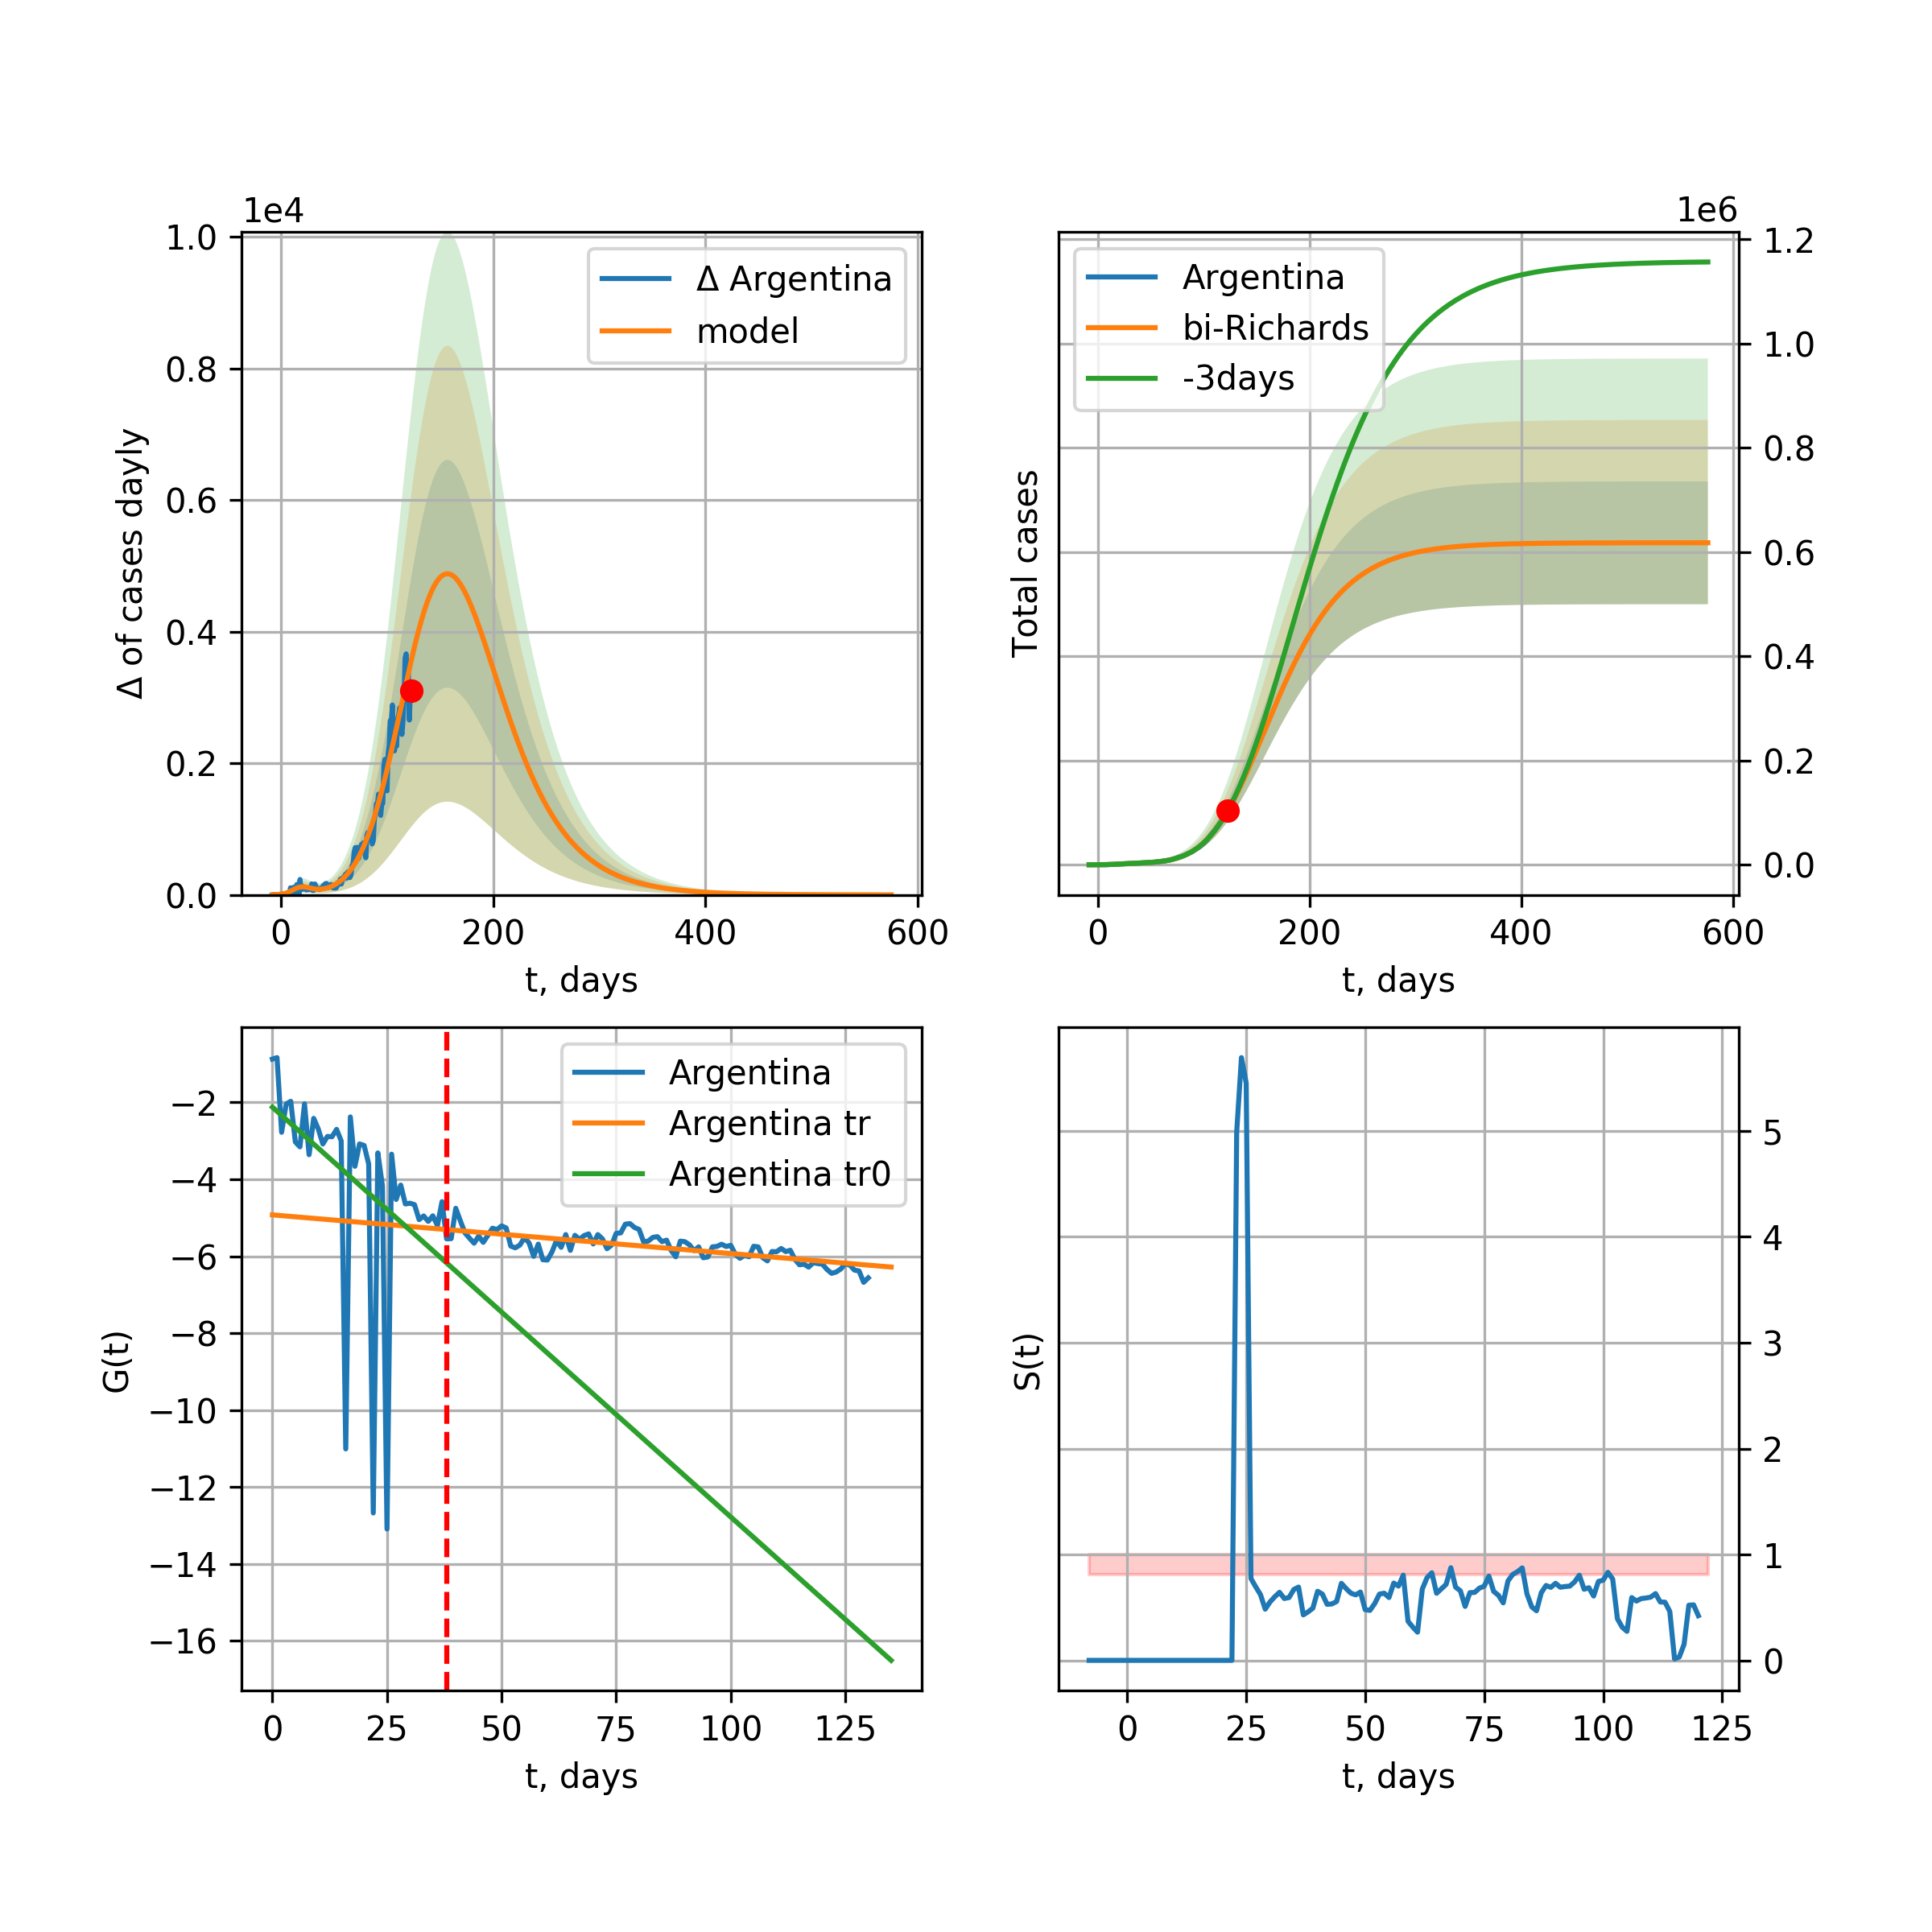 1e4
1.0
0.8
0.6
0.4
0.2
0.0
Δ of cases dayly
Δ Argentina
model
0
200
400
600
t, days
1e6
1.2
1.0
0.8
0.6
0.4
0.2
0.0
Total cases
Argentina
bi-Richards
-3days
0
200
400
600
t, days
−2
−4
−6
−8
−10
−12
−14
−16
G(t)
Argentina
Argentina tr
Argentina tr0
0
25
50
75
100
125
t, days
S(t)
5
4
3
2
1
0
0
25
50
75
100
125
t, days